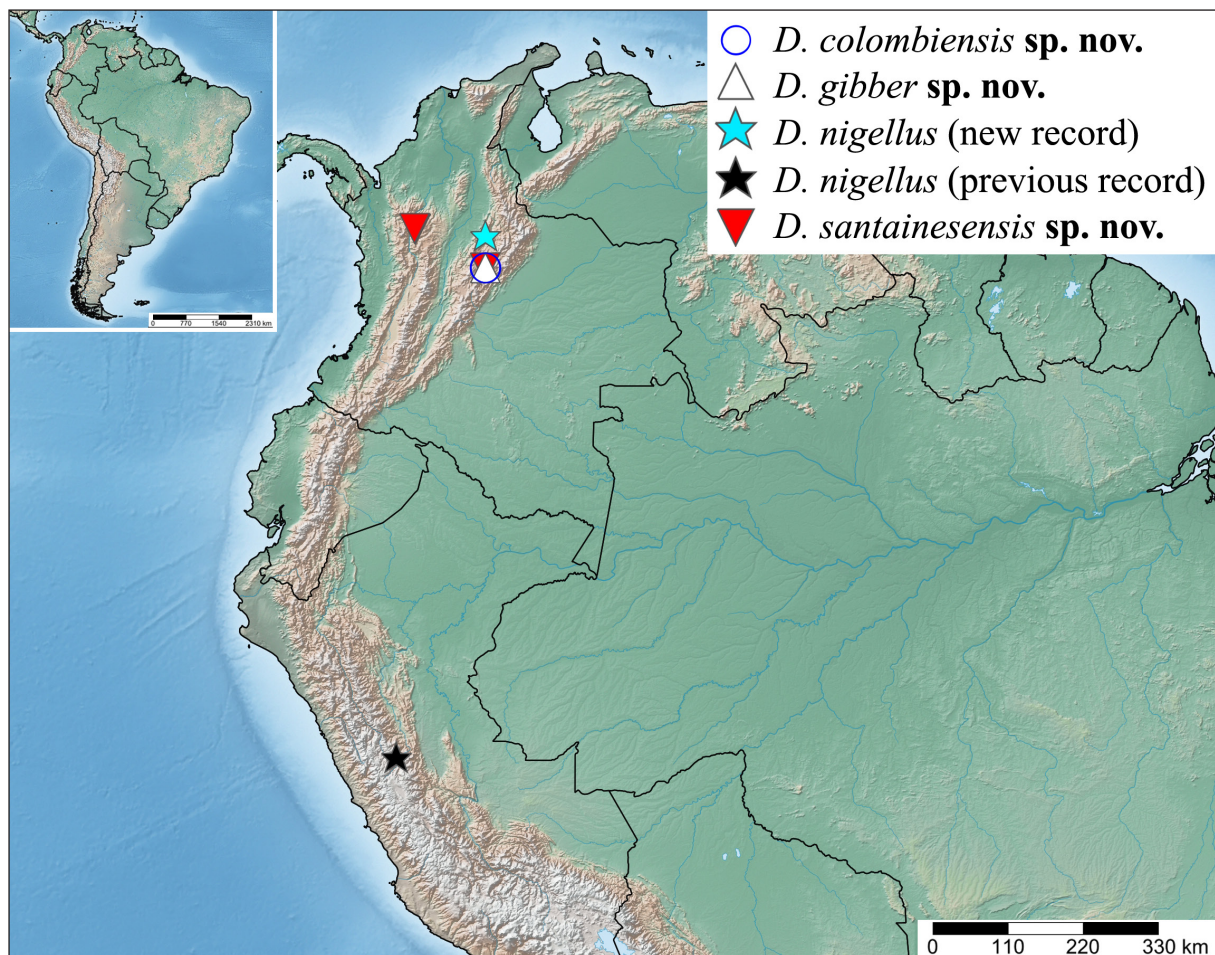 D. colombiensis sp. nov.
D. gibber sp. nov.
D. nigellus (new record)
D. nigellus (previous record)
D. santainesensis sp. nov.
0 770 1540 2310 km
0 110 220 330 km